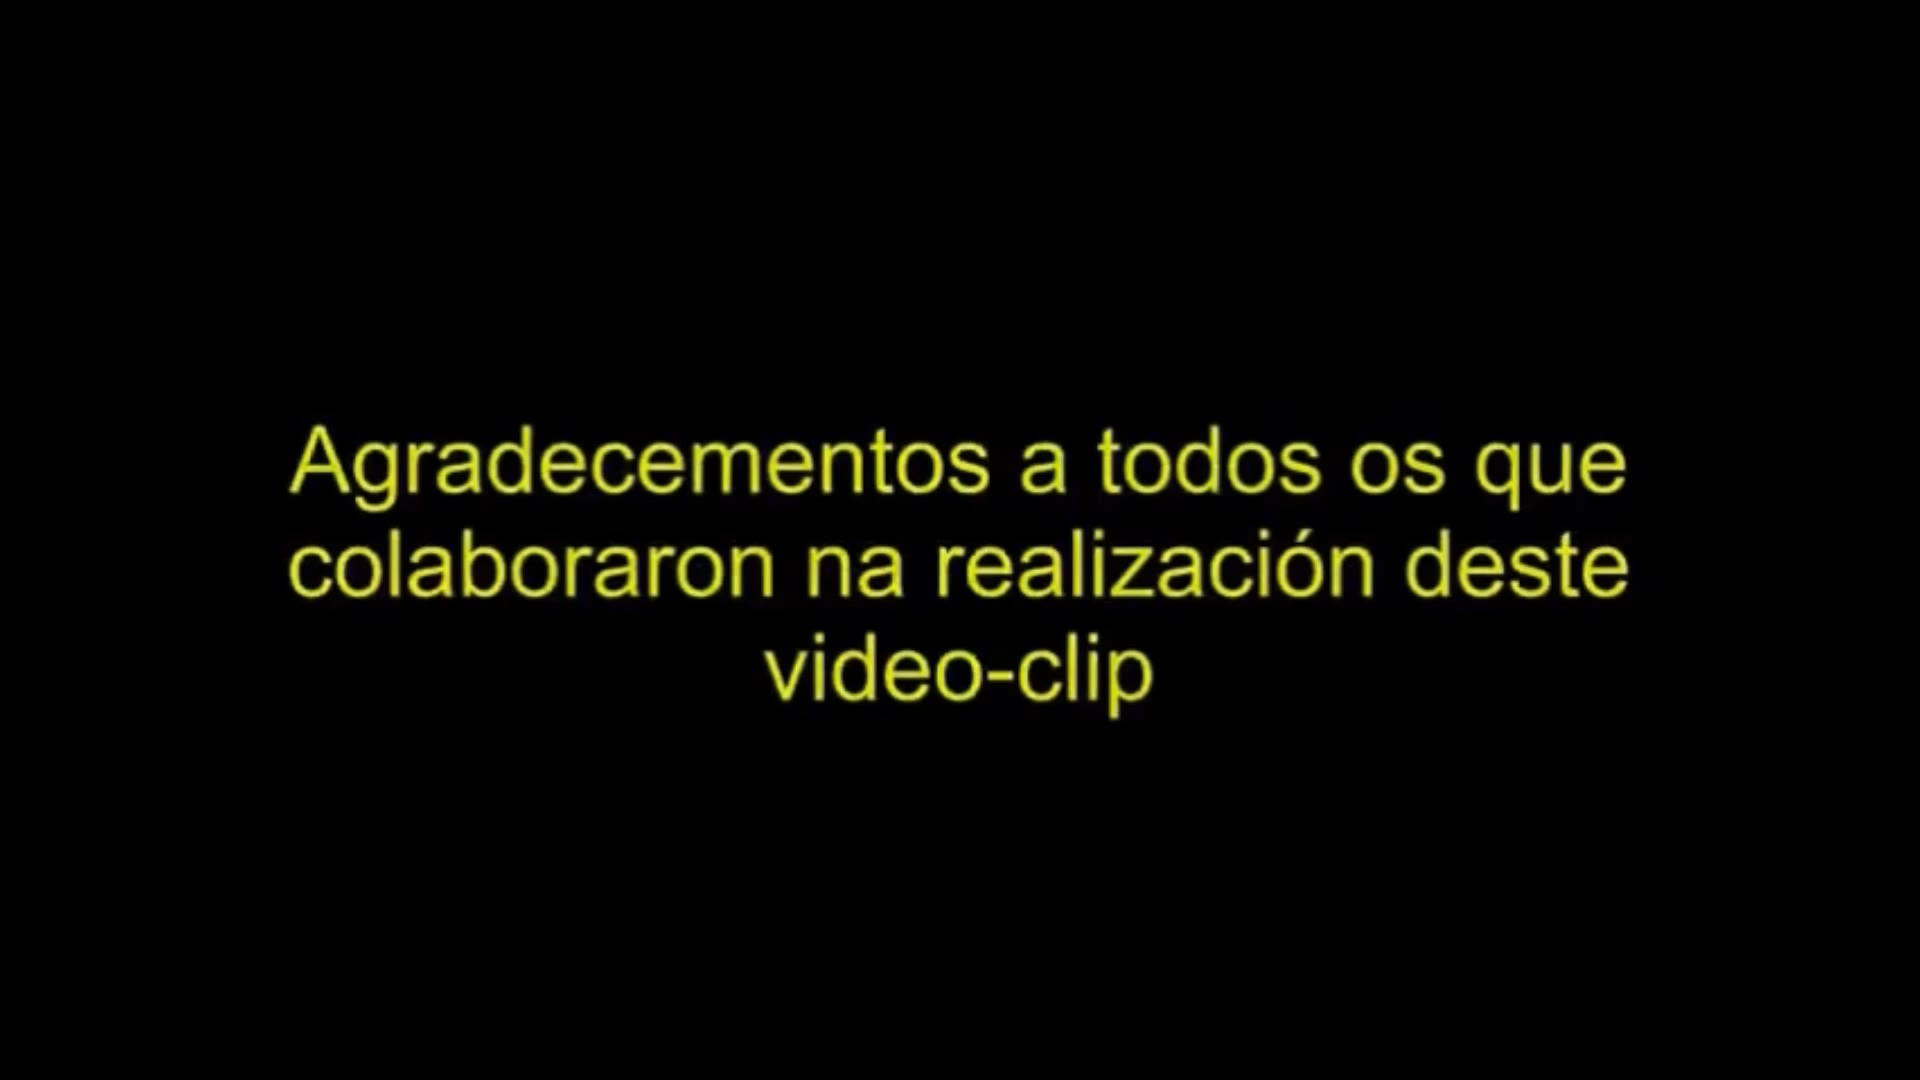 Agradecementos a todos os que
colaboraron na realización deste
video-clip